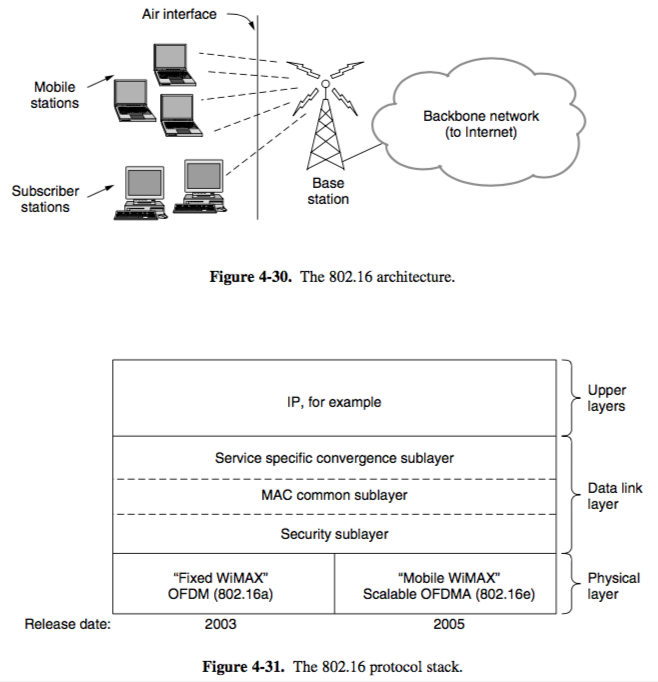 Air interface
Mobile
stations
Subscriber
stations
Base
station
Backbone network
(to Internet)
Figure 4-30. The 802.16 architecture.
IP, for example
Upper
layers
Service specific convergence sublayer
MAC common sublayer
Security sublayer
Data link
layer
“Fixed WiMAX”
OFDM (802.16a)
“Mobile WiMAX”
Scalable OFDMA (802.16e)
Physical
layer
Release date: 2003 2005
Figure 4-31. The 802.16 protocol stack.